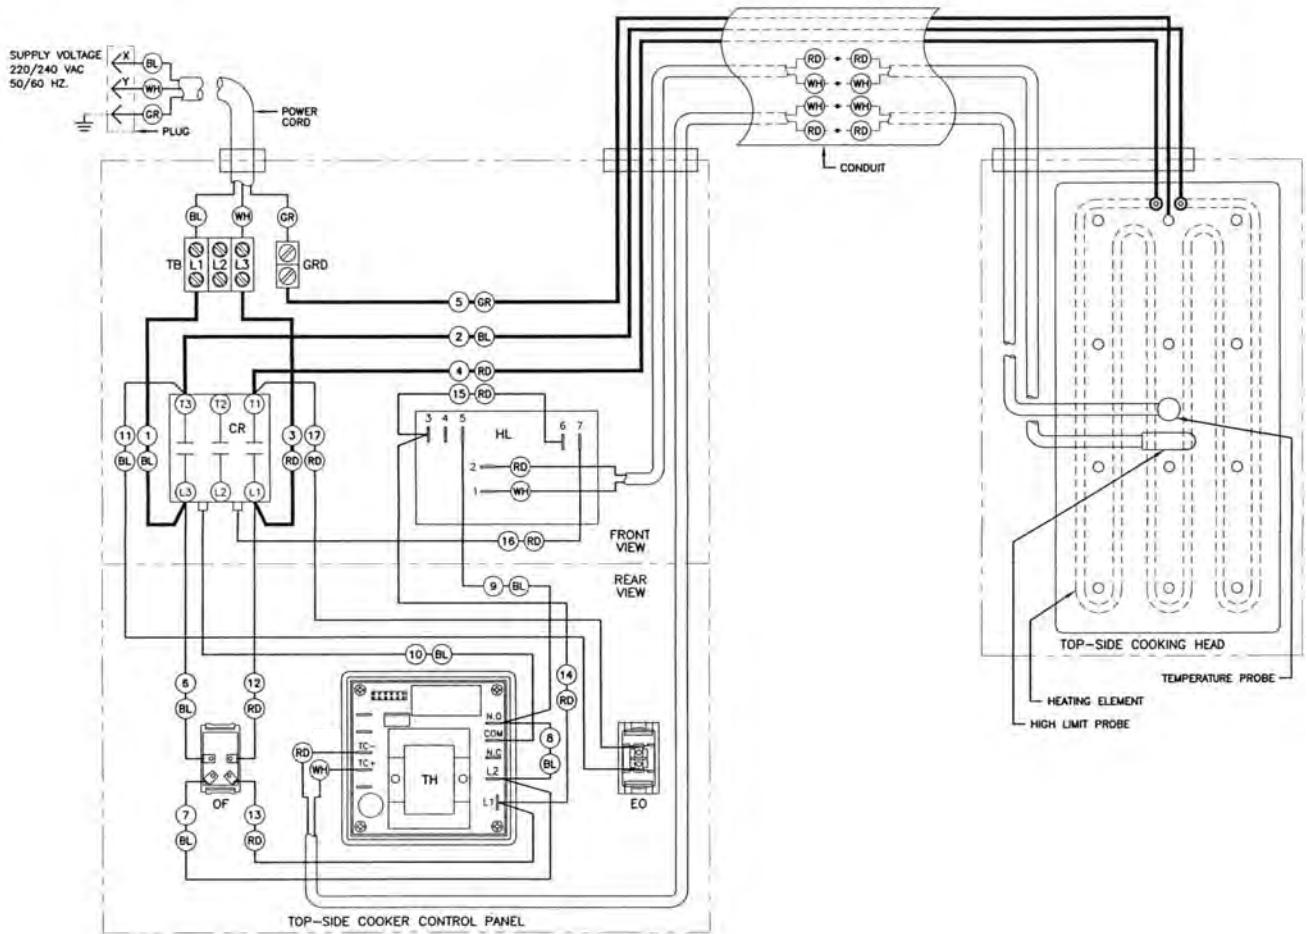 SUPPLY VOLTAGE
220/240 VAC
50/60 HZ.
X
BL
Y
WH
GR
PLUG
POWER
CORD
RD
RD
WH
WH
WH
WH
RD
RD
CONDUIT
BL
WH
GR
TB
L1
L2
L3
GRD
5
GR
2
BL
4
RD
15
RD
T3
T2
T1
CR
L3
L2
L1
11
BL
1
BL
3
RD
17
RD
3
4
5
HL
6
7
2
RD
1
WH
16
RD
FRONT
VIEW
REAR
VIEW
9
BL
10
BL
6
BL
12
RD
14
RD
N.O
COM
N.C
L2
L1
8
BL
RD
TC-
WH
TC+
TH
OF
7
BL
13
RD
EO
TOP-SIDE COOKER CONTROL PANEL
TOP-SIDE COOKING HEAD
TEMPERATURE PROBE
HEATING ELEMENT
HIGH LIMIT PROBE